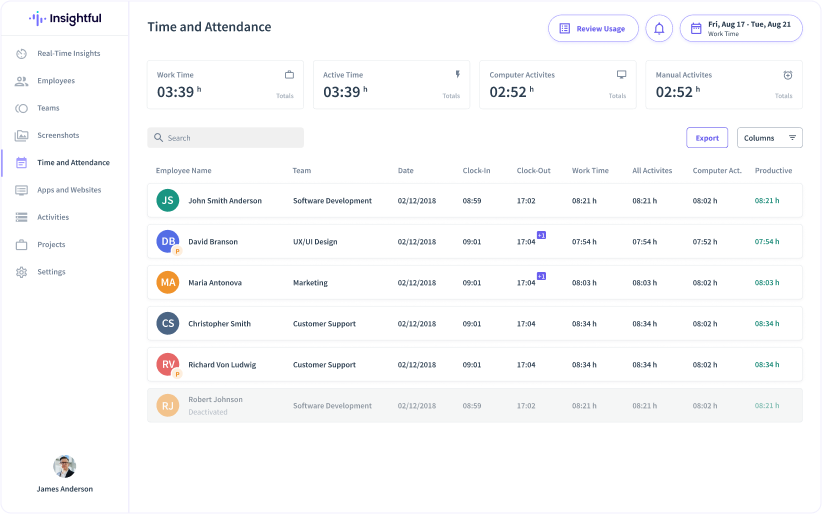 Insightful
Time and Attendance
Review Usage
Fri, Aug 17 - Tue, Aug 21
Work Time
Real-Time Insights
Employees
Teams
Screenshots
Time and Attendance
Apps and Websites
Activities
Projects
Settings
James Anderson
Work Time
03:39 h
Totals
Active Time
03:39 h
Totals
Computer Activites
02:52 h
Totals
Manual Activites
02:52 h
Totals
Search
Export
Columns
Employee Name Team Date Clock-In Clock-Out Work Time All Activites Computer Act. Productive
JS John Smith Anderson Software Development 02/12/2018 08:59 17:02 08:21 h 08:21 h 08:02 h 08:21 h
DB P David Branson UX/UI Design 02/12/2018 09:01 17:04 +1 07:54 h 07:54 h 07:52 h 07:54 h
MA Maria Antonova Marketing 02/12/2018 09:01 17:04 +1 08:03 h 08:03 h 08:02 h 08:03 h
CS Christopher Smith Customer Support 02/12/2018 09:01 17:04 08:34 h 08:34 h 08:02 h 08:34 h
RV P Richard Von Ludwig Customer Support 02/12/2018 09:01 17:04 08:34 h 08:34 h 08:02 h 08:34 h
RJ Robert Johnson Software Development 02/12/2018 08:59 17:02 08:21 h 08:21 h 08:02 h 08:21 h
Deactivated